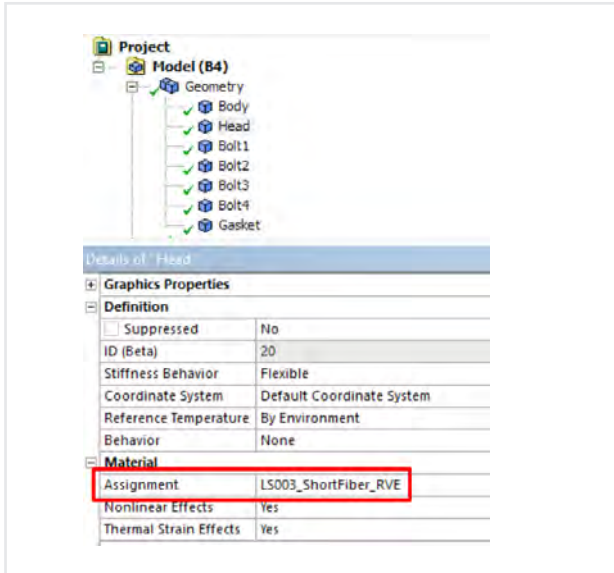 Project
Model (B4)
Geometry
Body
Head
Bolt1
Bolt2
Bolt3
Bolt4
Gasket
Details of "Head"
Graphics Properties
Definition
Suppressed No
ID (Beta) 20
Stiffness Behavior Flexible
Coordinate System Default Coordinate System
Reference Temperature By Environment
Behavior None
Material
Assignment LS003_ShortFiber_RVE
Nonlinear Effects Yes
Thermal Strain Effects Yes